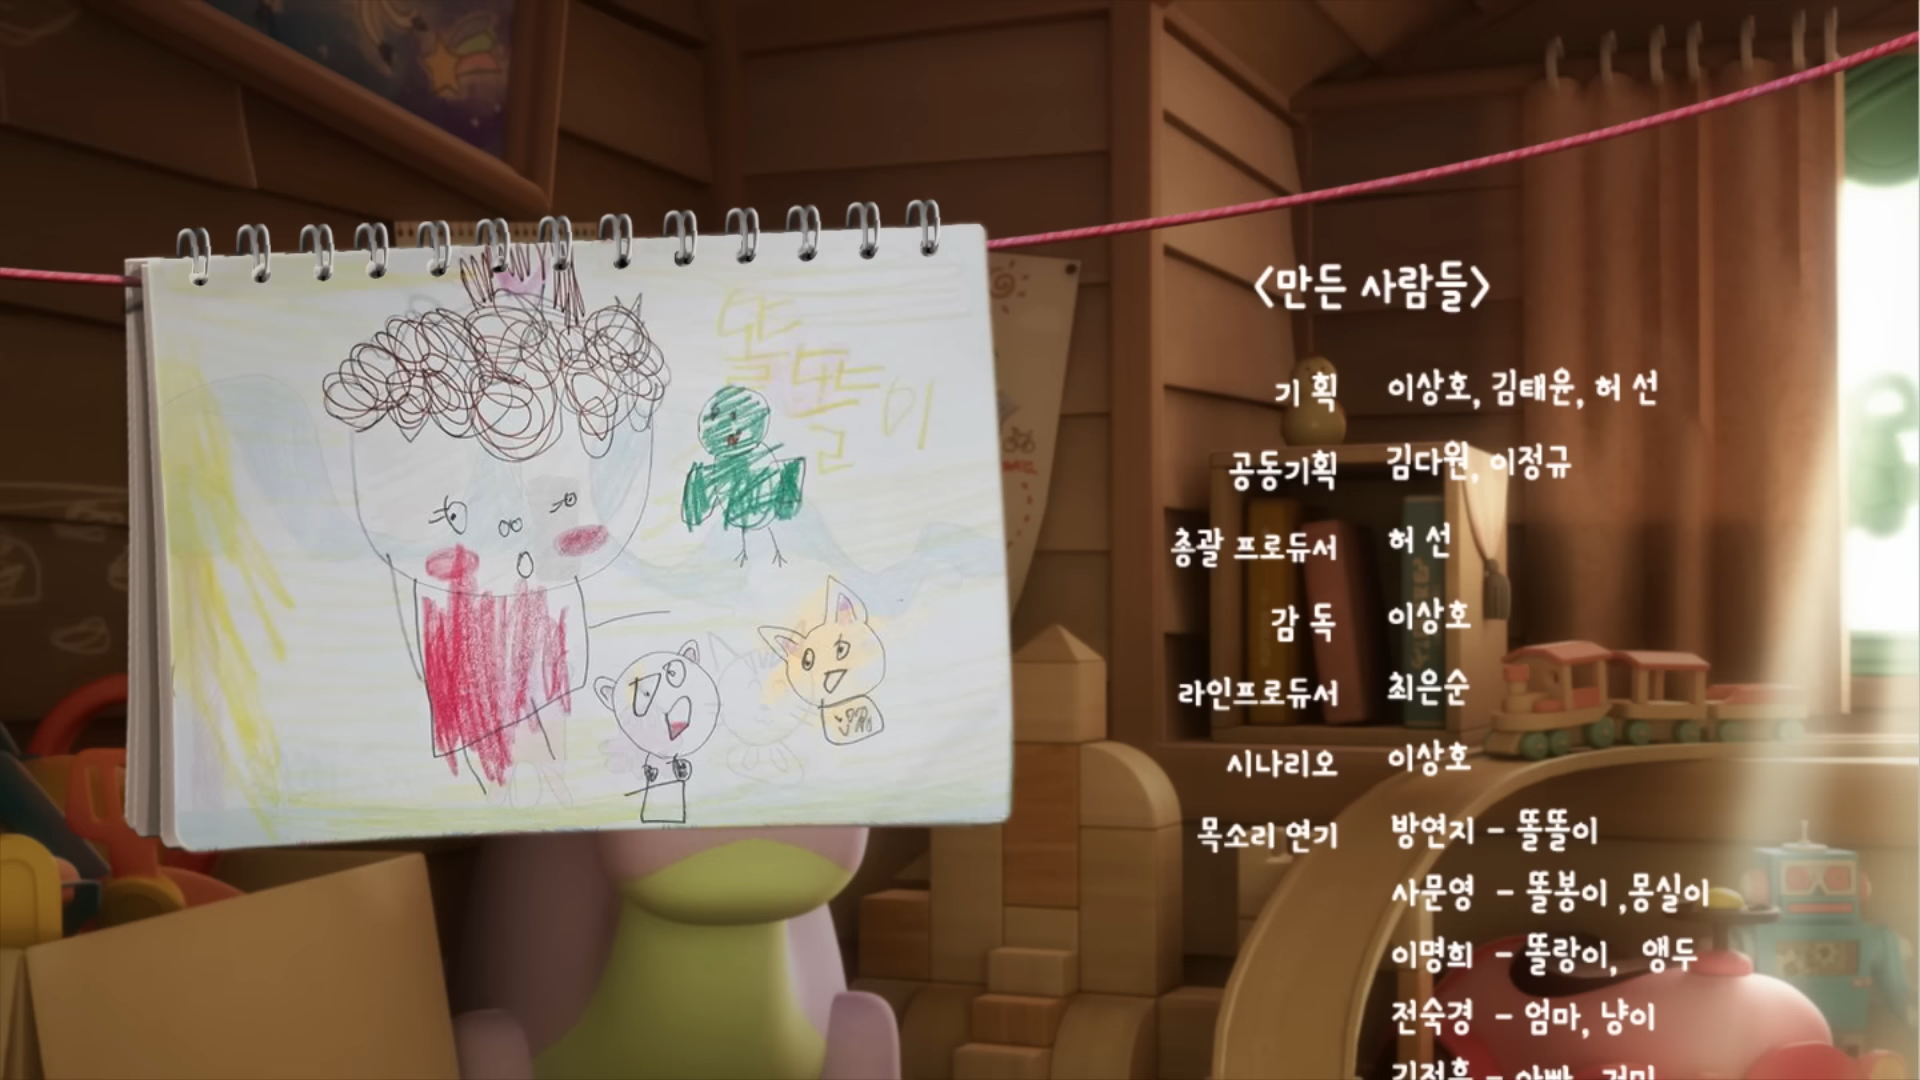 똘똘이
<만든 사람들>
기 획 이상호, 김태윤, 허 선
공동기획 김다원, 이정규
총괄 프로듀서 허 선
감 독 이상호
라인프로듀서 최은순
시나리오 이상호
목소리 연기 방연지 - 똘똘이
사문영 - 똘봉이 ,몽실이
이명희 - 똘랑이, 앵두
전숙경 - 엄마, 냥이